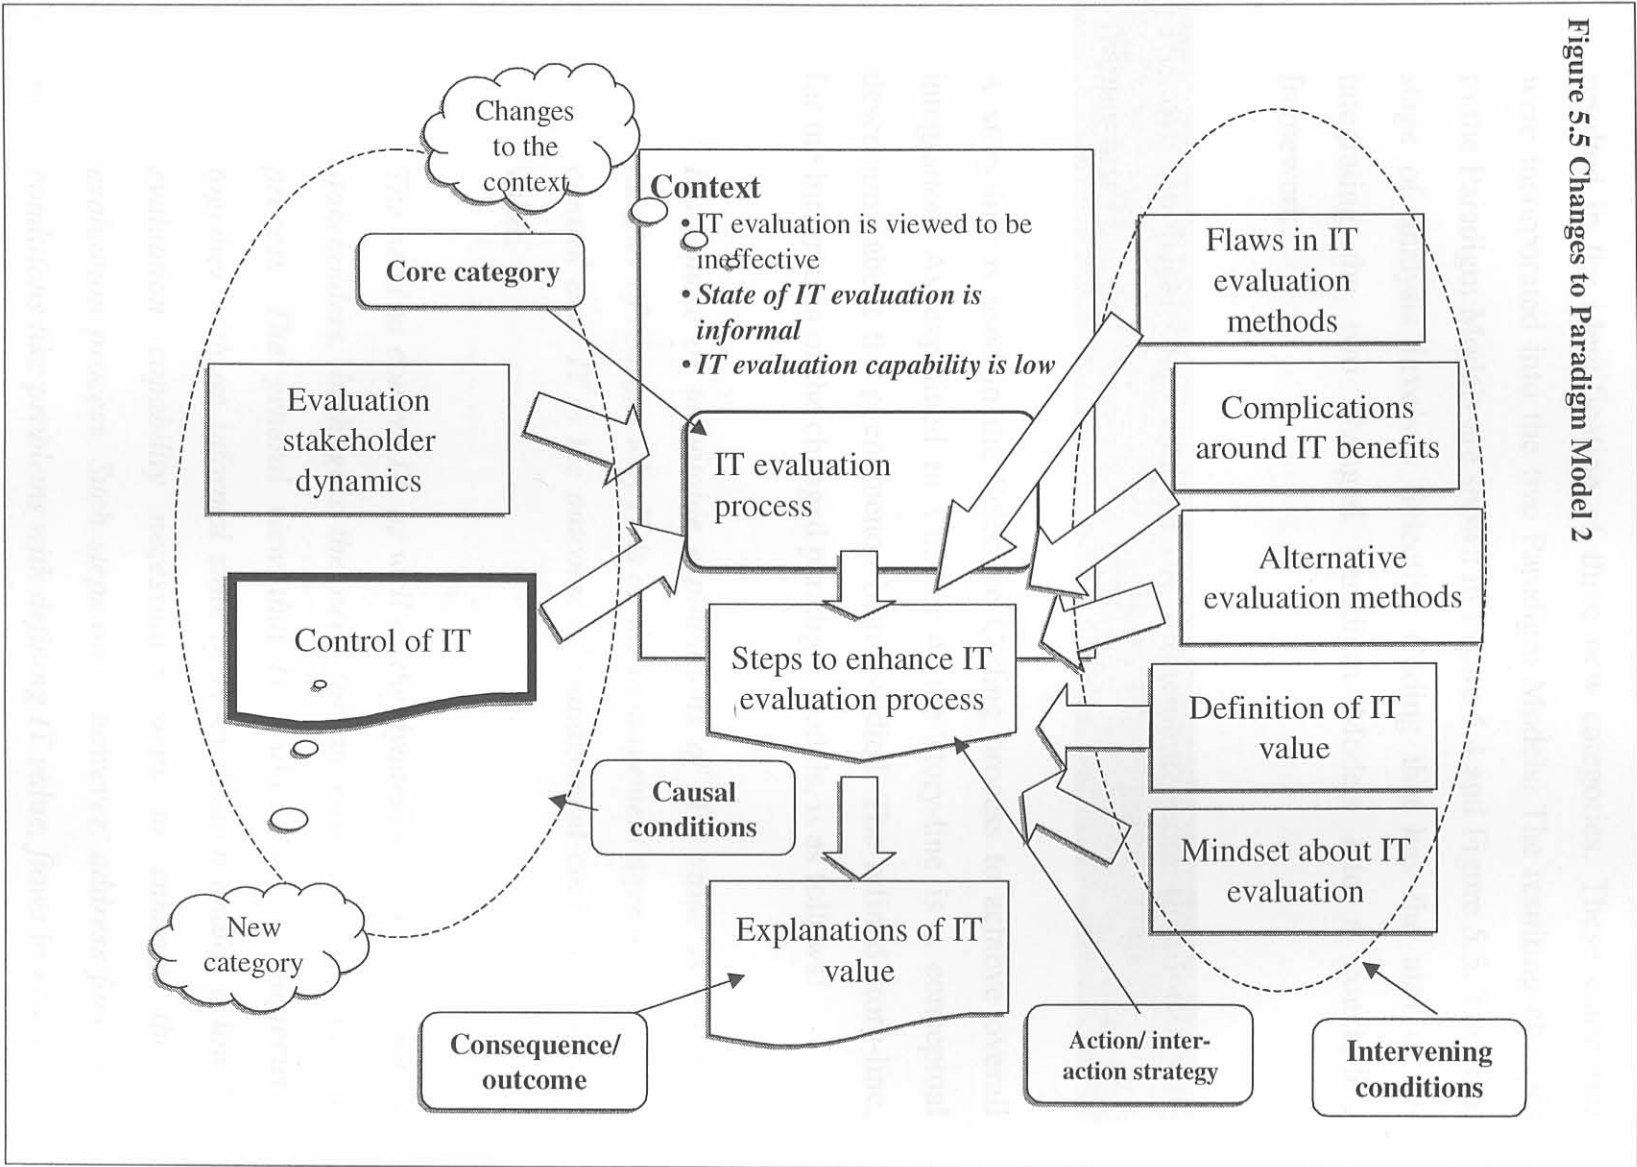 Figure 5.5 Changes to Paradigm Model 2
Changes
to the
context
Context
• IT evaluation is viewed to be
ineffective
• State of IT evaluation is
informal
• IT evaluation capability is low
Core category
Evaluation
stakeholder
dynamics
Control of IT
New
category
Causal
conditions
IT evaluation
process
Steps to enhance IT
evaluation process
Explanations of IT
value
Consequence/
outcome
Flaws in IT
evaluation
methods
Complications
around IT benefits
Alternative
evaluation methods
Definition of IT
value
Mindset about IT
evaluation
Action/ inter-
action strategy
Intervening
conditions